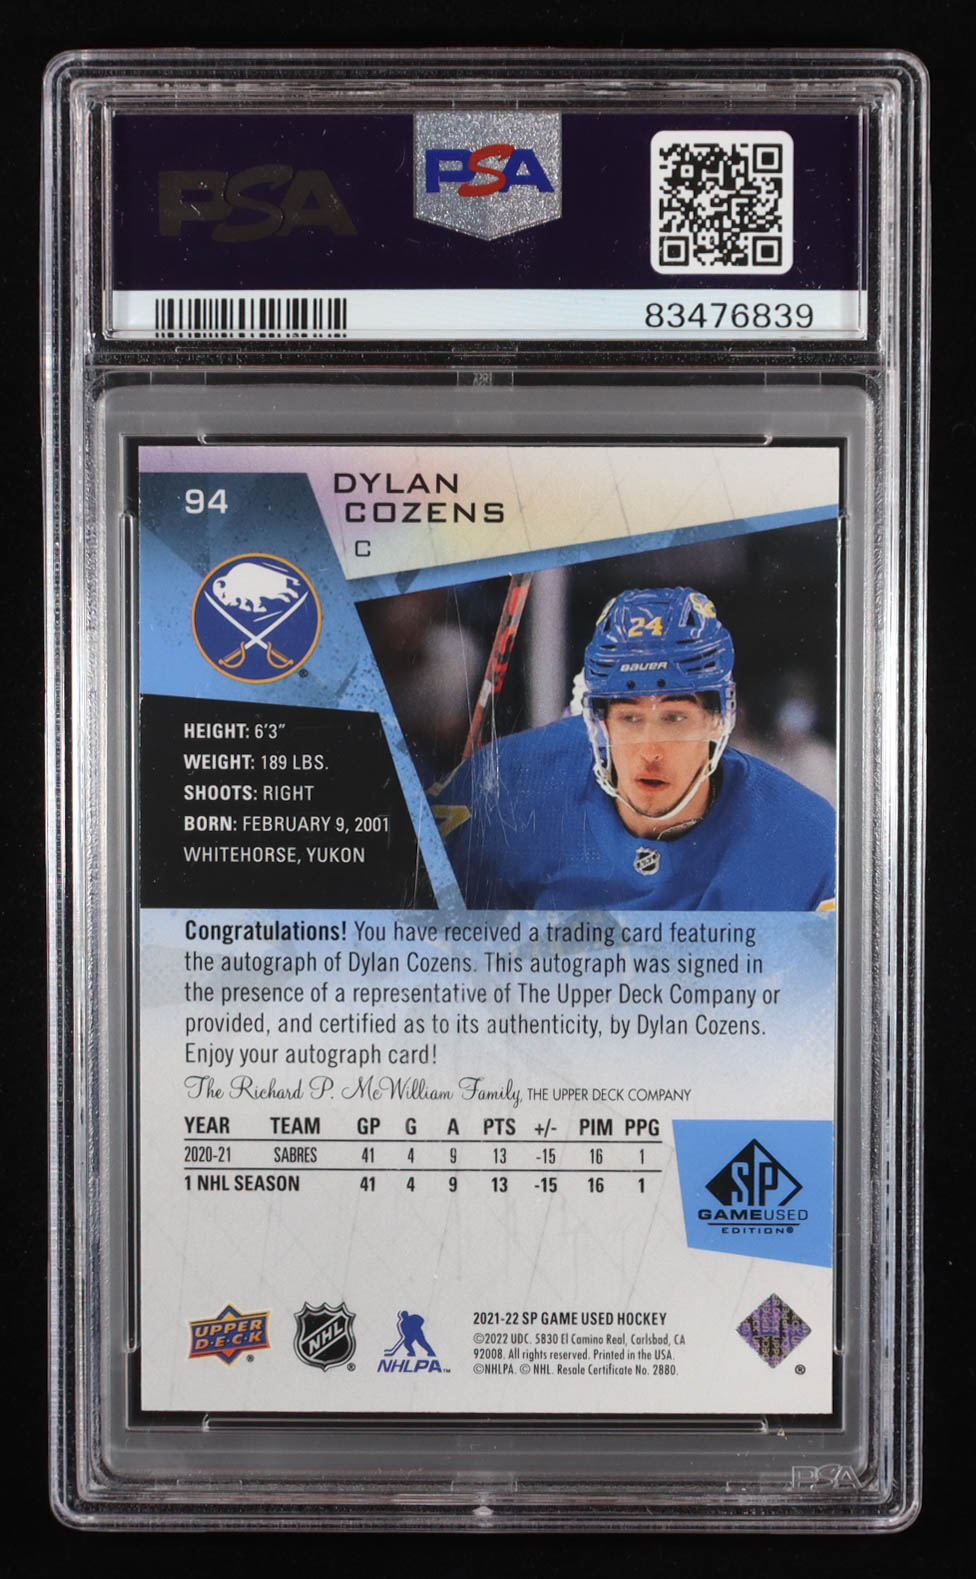 PSA
PSA
83476839
94
DYLAN
COZENS
C
24
BAUER
HEIGHT: 6'3"
WEIGHT: 189 LBS.
SHOOTS: RIGHT
BORN: FEBRUARY 9, 2001
WHITEHORSE, YUKON
Congratulations! You have received a trading card featuring
the autograph of Dylan Cozens. This autograph was signed in
the presence of a representative of The Upper Deck Company or
provided, and certified as to its authenticity, by Dylan Cozens.
Enjoy your autograph card!
The Richard P. McWilliam Family, THE UPPER DECK COMPANY
YEAR TEAM GP G A PTS +/- PIM PPG
2020-21 SABRES 41 4 9 13 -15 16 1
1 NHL SEASON 41 4 9 13 -15 16 1
SP
GAMEUSED
EDITION®
UPPER
D·E·C·K ®
NHL ®
NHLPA™
2021-22 SP GAME USED HOCKEY
©2022 UDC. 5830 El Camino Real, Carlsbad, CA
92008. All rights reserved. Printed in the USA.
©NHLPA. © NHL. Resale Certificate No. 2880.
®
PSA